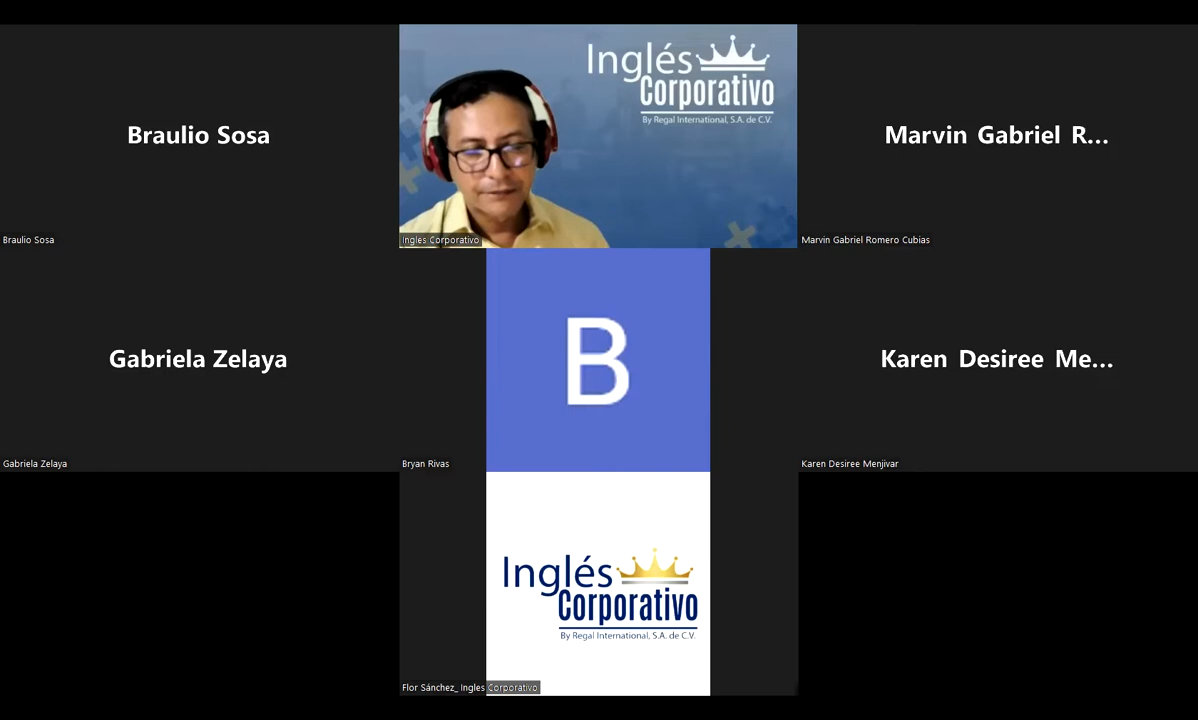 Braulio Sosa
Braulio Sosa
Inglés
Corporativo
By Regal International, S.A. de C.V.
Ingles Corporativo
Marvin Gabriel R...
Marvin Gabriel Romero Cubias
Gabriela Zelaya
Gabriela Zelaya
B
Bryan Rivas
Karen Desiree Me...
Karen Desiree Menjivar
Inglés
Corporativo
By Regal International, S.A. de C.V.
Flor Sánchez_ Ingles Corporativo